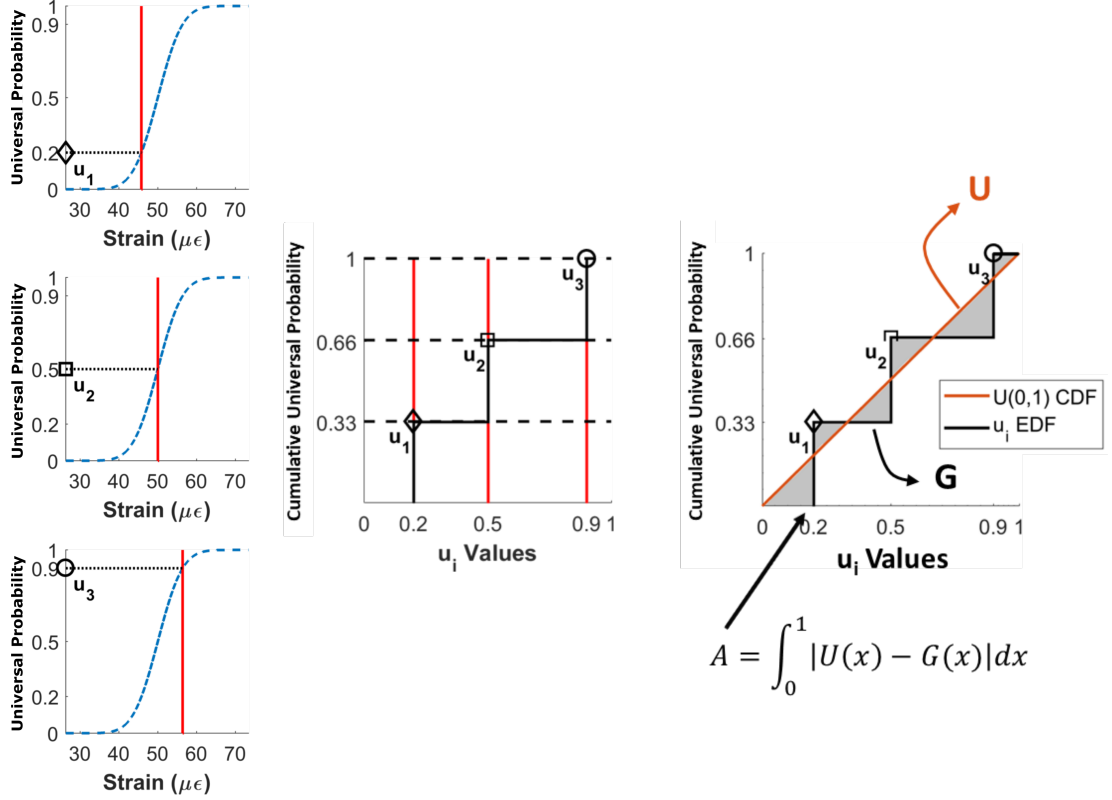 Universal Probability
1
0.9
0.5
0.2
0
u1
30 40 50 60 70
Strain (με)
Universal Probability
1
0.9
0.5
0.2
0
u2
30 40 50 60 70
Strain (με)
Universal Probability
1
0.9
0.5
0.2
0
u3
30 40 50 60 70
Strain (με)
Cumulative Universal Probability
1
0.66
0.33
u3
u2
u1
0 0.2 0.5 0.9 1
ui Values
U
Cumulative Universal Probability
1
0.66
0.33
u3
u2
u1
U(0,1) CDF
ui EDF
G
0 0.2 0.5 0.9 1
ui Values
A = ∫₀¹ |U(x) − G(x)|dx